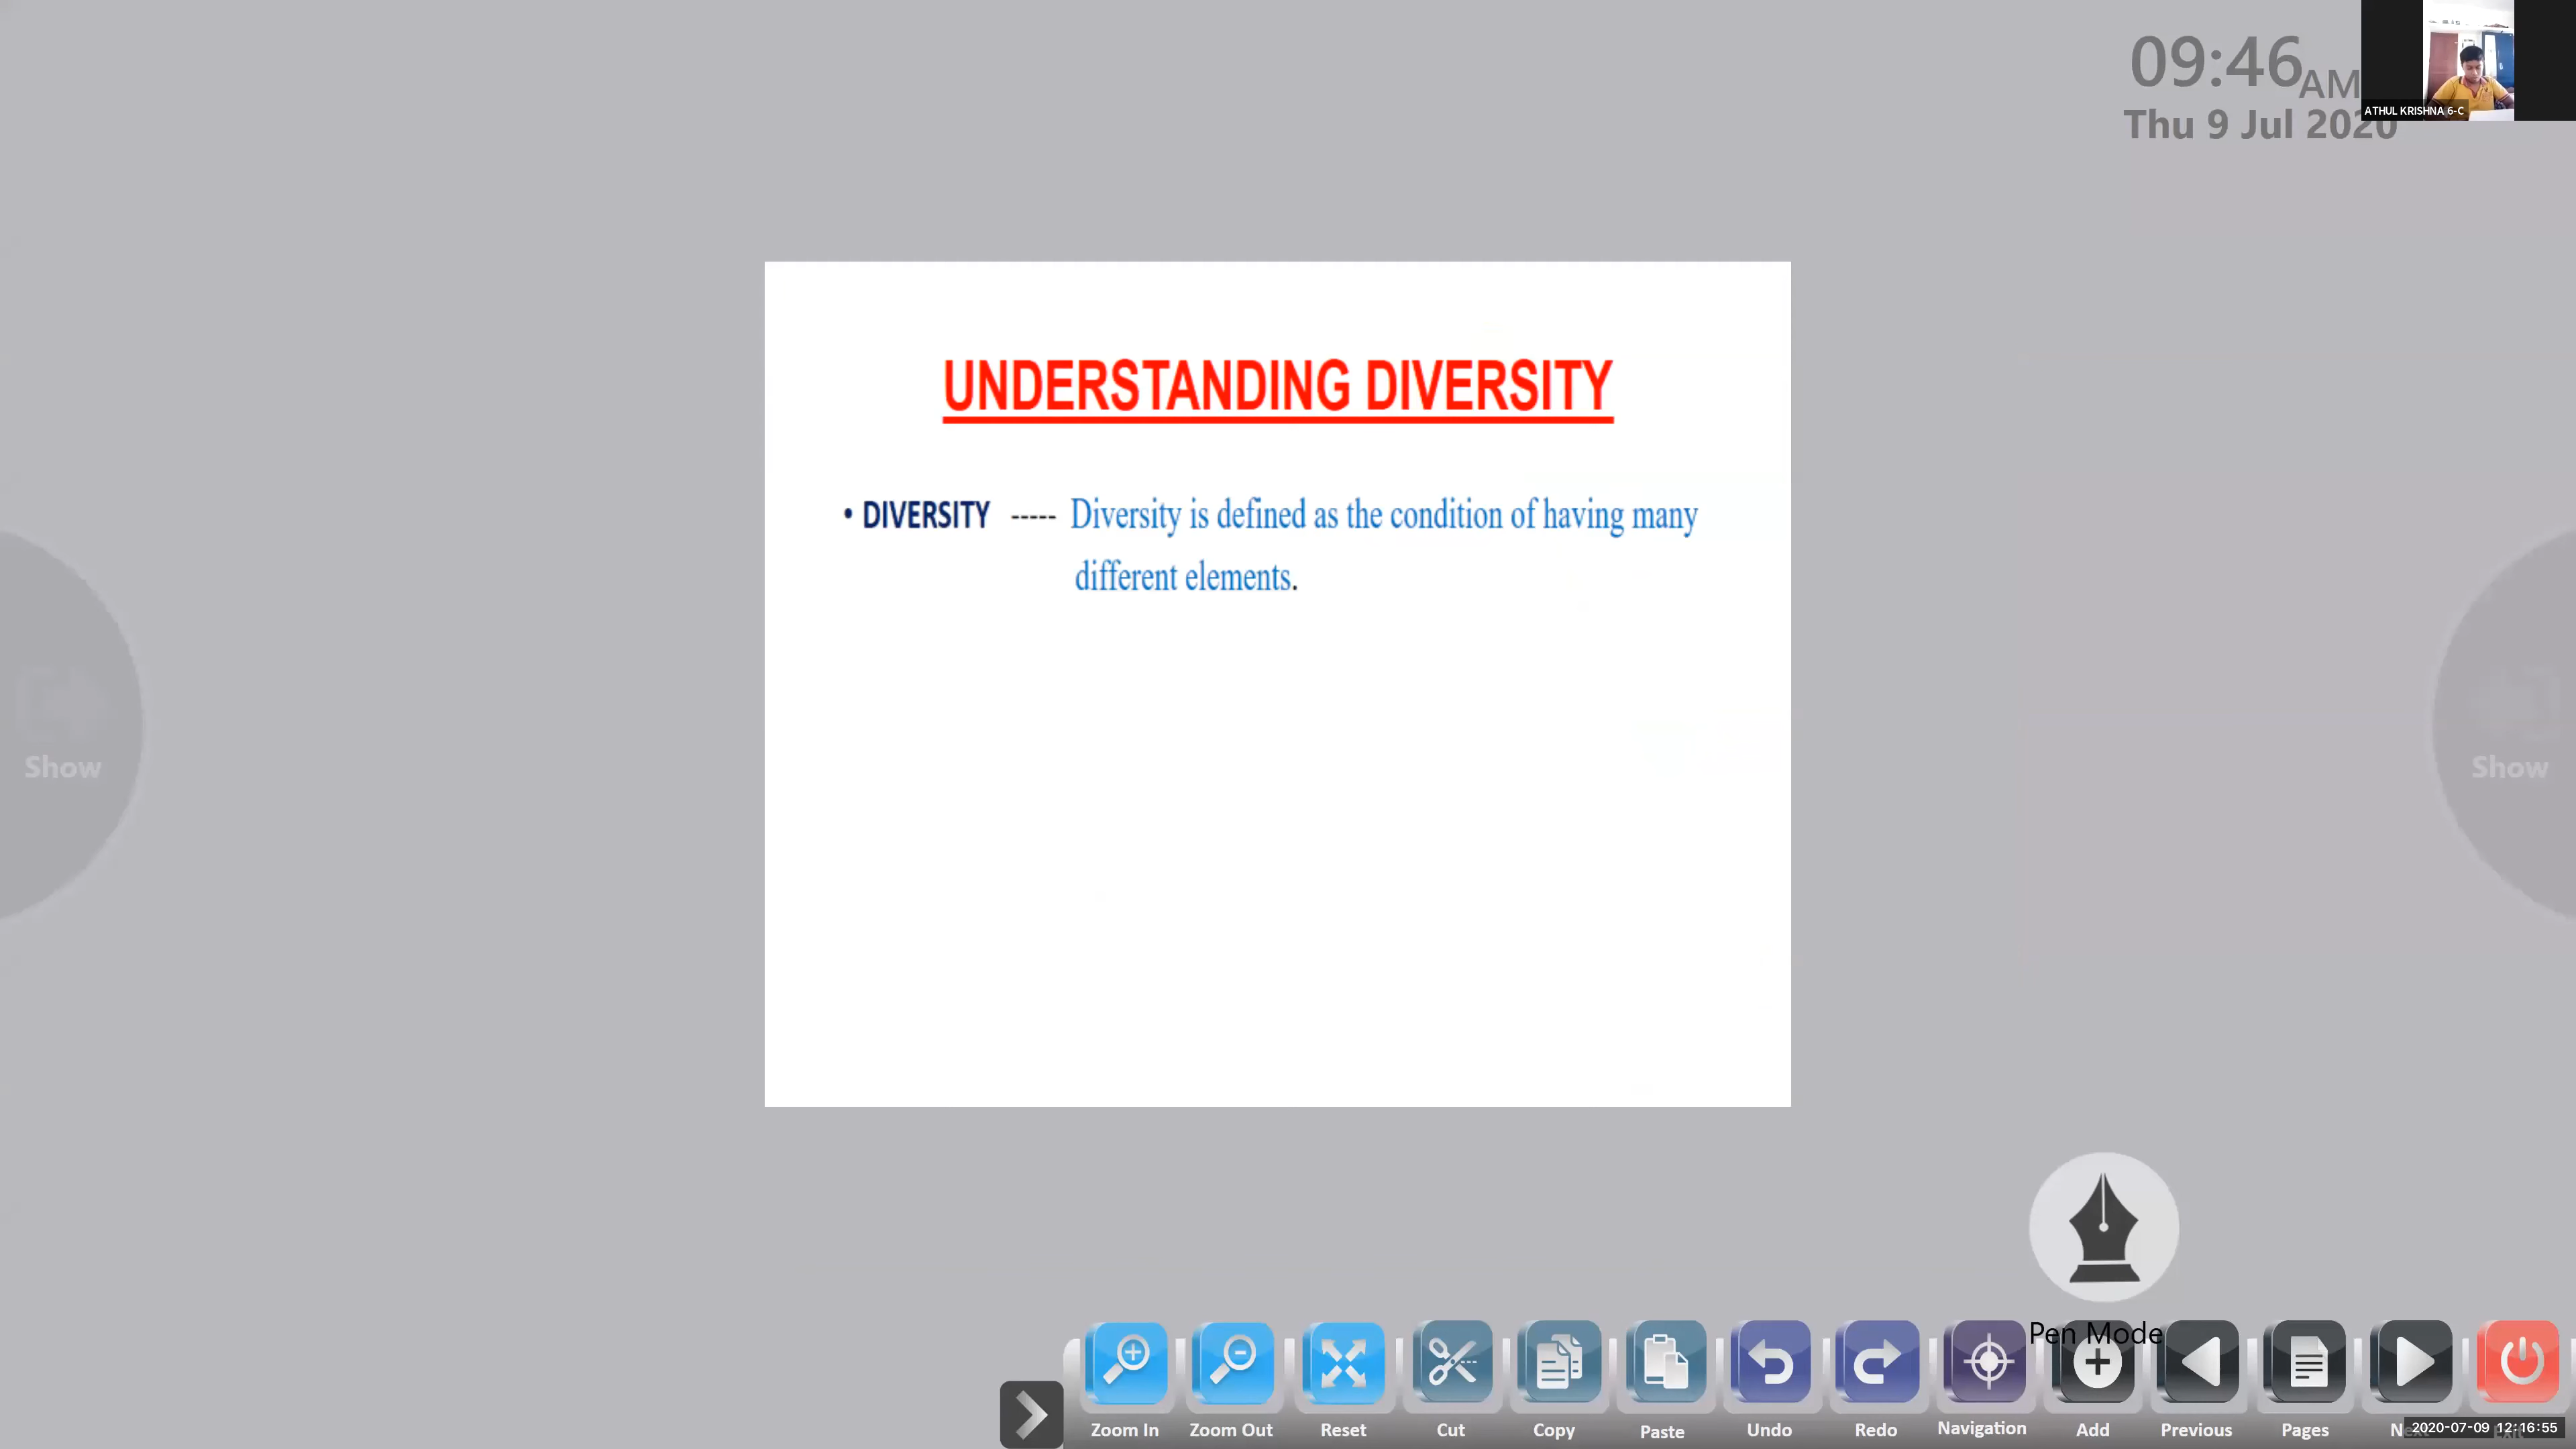 09:46 AM
Thu 9 Jul 2020
ATHUL KRISHNA 6-C
UNDERSTANDING DIVERSITY
• DIVERSITY ----- Diversity is defined as the condition of having many
different elements.
Show
Show
Pen Mode
Zoom In Zoom Out Reset Cut Copy Paste Undo Redo Navigation Add Previous Pages
2020-07-09 12:16:55